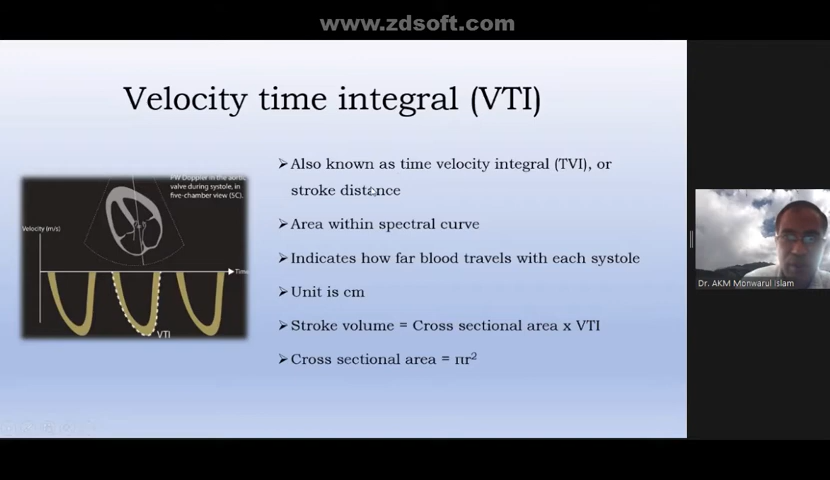 www.zdsoft.com
Velocity time integral (VTI)
➢Also known as time velocity integral (TVI), or
stroke distance
➢Area within spectral curve
➢Indicates how far blood travels with each systole
➢Unit is cm
➢Stroke volume = Cross sectional area x VTI
➢Cross sectional area = πr²
PW Doppler in the aortic
valve during systole, in
five-chamber view (5C).
Velocity (m/s)
Time
VTI
Dr. AKM Monwarul Islam